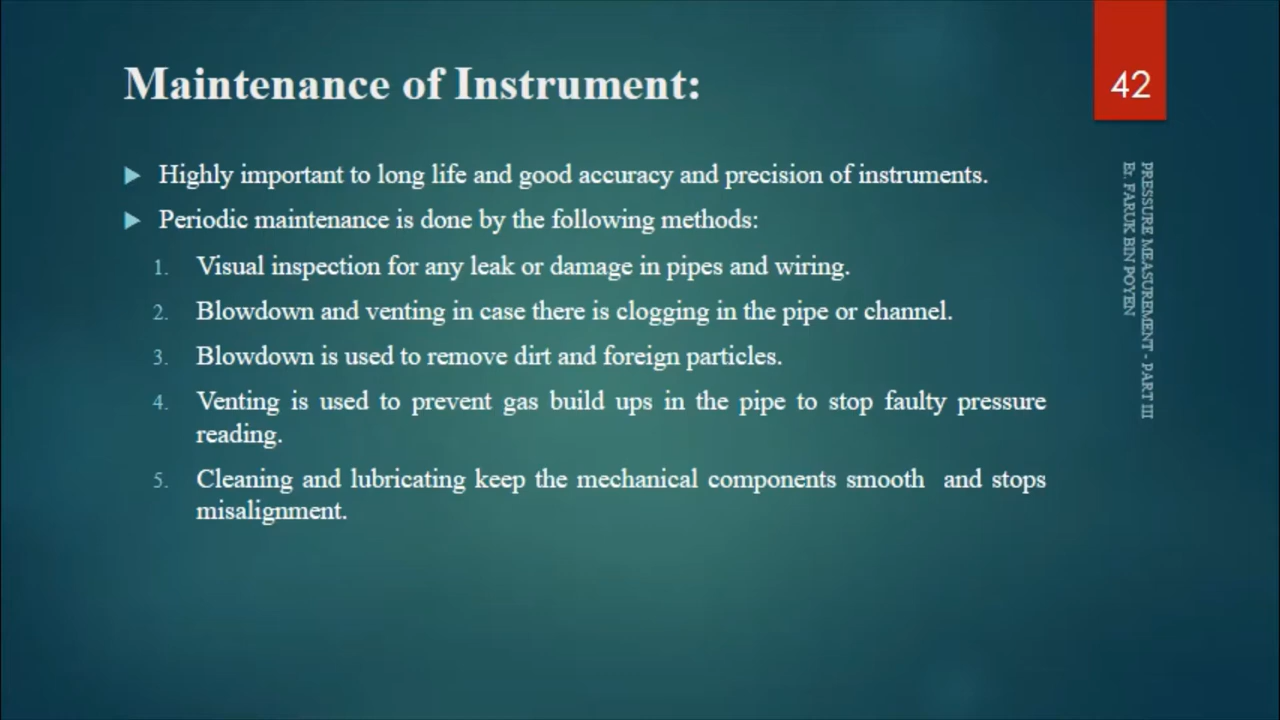 Maintenance of Instrument:
42
Highly important to long life and good accuracy and precision of instruments.
Periodic maintenance is done by the following methods:
1. Visual inspection for any leak or damage in pipes and wiring.
2. Blowdown and venting in case there is clogging in the pipe or channel.
3. Blowdown is used to remove dirt and foreign particles.
4. Venting is used to prevent gas build ups in the pipe to stop faulty pressure
reading.
5. Cleaning and lubricating keep the mechanical components smooth and stops
misalignment.
PRESSURE MEASUREMENT - PART III
Er. FARUK BIN POYEN